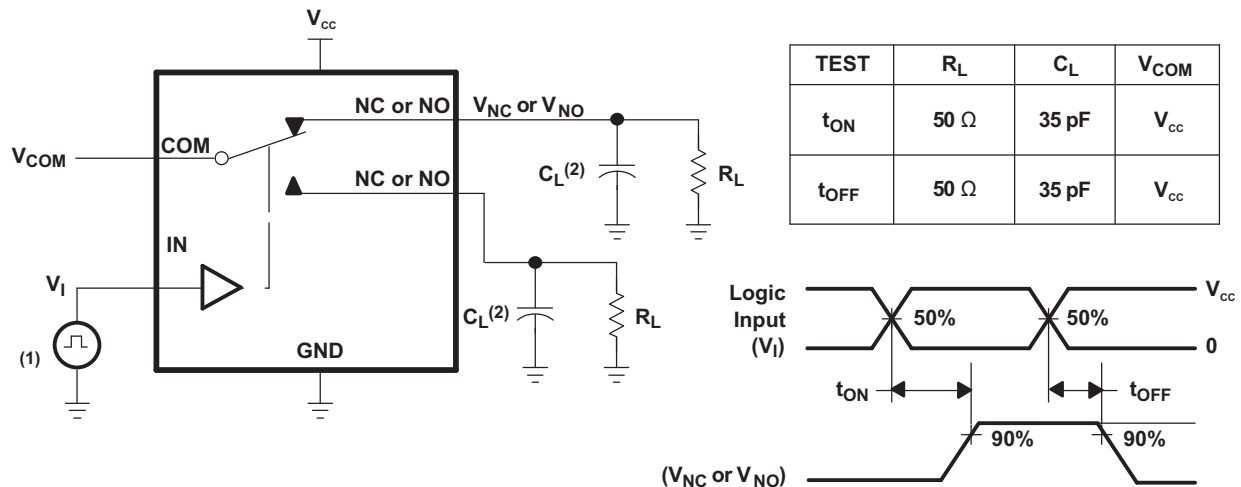 V_cc
NC or NO
V_NC or V_NO
COM
V_COM
C_L(2)
R_L
NC or NO
IN
V_I
C_L(2)
R_L
(1)
GND
TEST R_L C_L V_COM
t_ON 50 Ω 35 pF V_cc
t_OFF 50 Ω 35 pF V_cc
Logic
Input
(V_I)
50%
50%
V_cc
0
t_ON
t_OFF
90%
90%
(V_NC or V_NO)